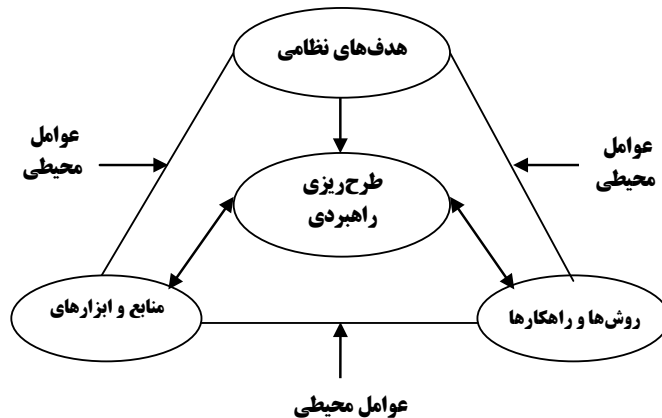 هدف‌های نظامی
عوامل
محیطی
عوامل
محیطی
طرح‌ریزی
راهبردی
روش‌ها و راهکارها
منابع و ابزارهای
عوامل محیطی